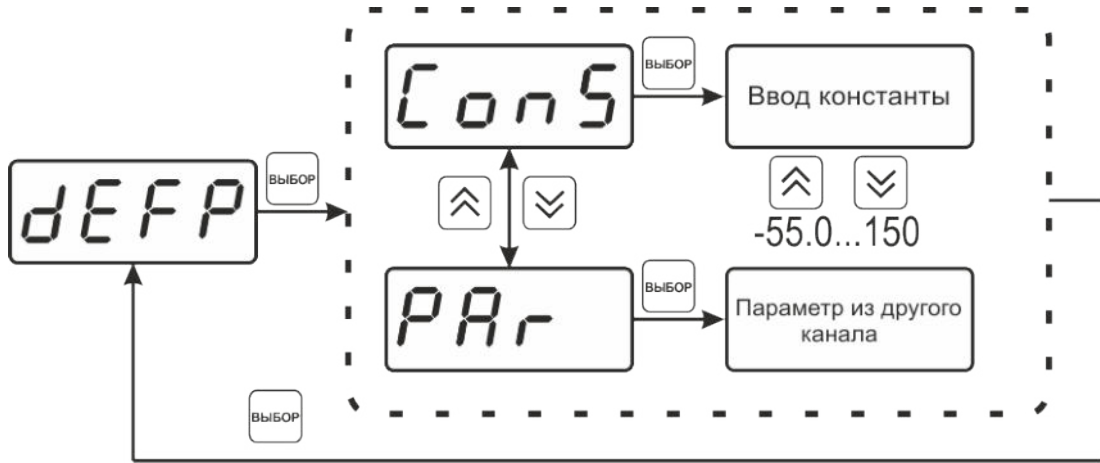 ConS
ВЫБОР
Ввод константы
dEFP
ВЫБОР
-55.0...150
PAr
ВЫБОР
Параметр из другого
канала
ВЫБОР